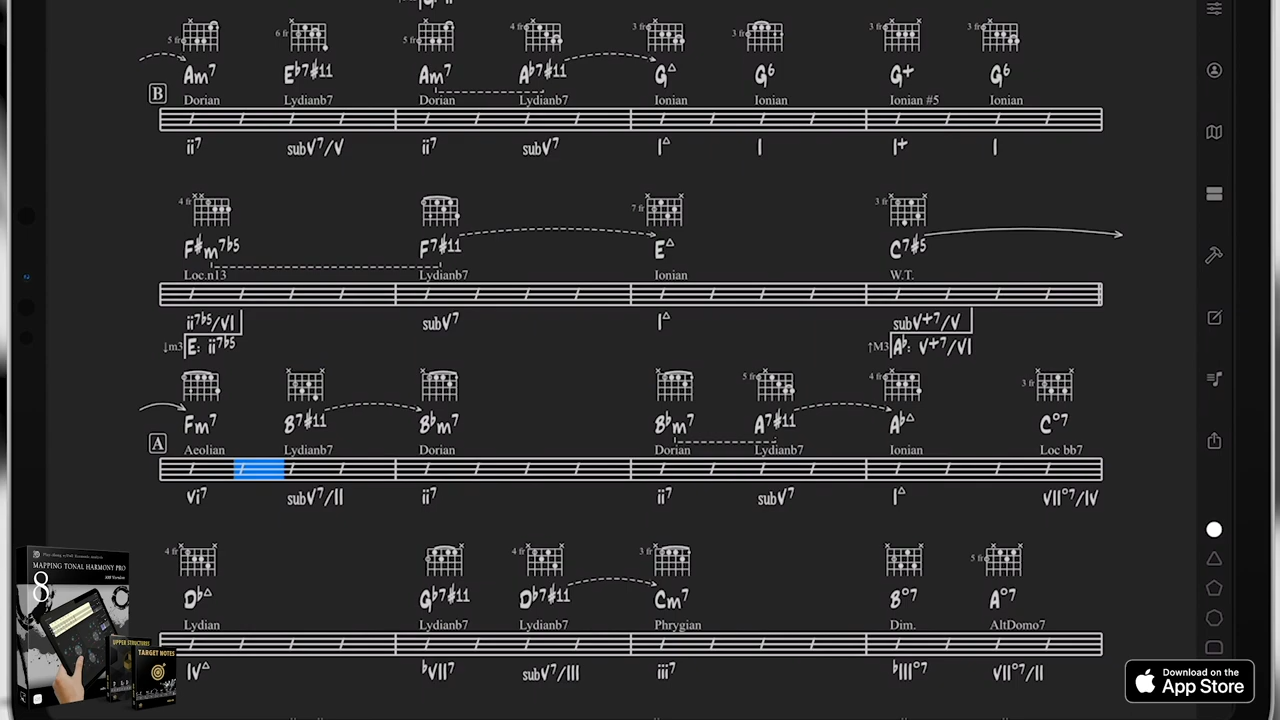 5 fr 6 fr 5 fr 4 fr 3 fr 3 fr 3 fr 3 fr
Am7 E♭7#11 Am7 A♭7#11 G△ G6 G+ G6
B Dorian Lydianb7 Dorian Lydianb7 Ionian Ionian Ionian #5 Ionian
ii7 subV7/V ii7 subV7 I△ I I+ I
4 fr 7 fr 3 fr
F#m7b5 F7#11 E△ C7#5
Loc.n13 Lydianb7 Ionian W.T.
ii7b5/VI subV7 I△ subV+7/V
↓m3 E: ii7b5 ↑M3 A♭: V+7/VI
5 fr 4 fr 3 fr
Fm7 B7#11 B♭m7 B♭m7 A7#11 A♭△ C°7
A Aeolian Lydianb7 Dorian Dorian Lydianb7 Ionian Loc bb7
vi7 subV7/II ii7 ii7 subV7 I△ VII°7/IV
4 fr 4 fr 3 fr 5 fr
D♭△ G♭7#11 D♭7#11 Cm7 B°7 A°7
Lydian Lydianb7 Lydianb7 Phrygian Dim. AltDomo7
IV△ ♭VII7 subV7/III iii7 ♭III°7 VII°7/II
MAPPING TONAL HARMONY PRO
8
UPPER STRUCTURES
TARGET NOTES
Download on the
App Store